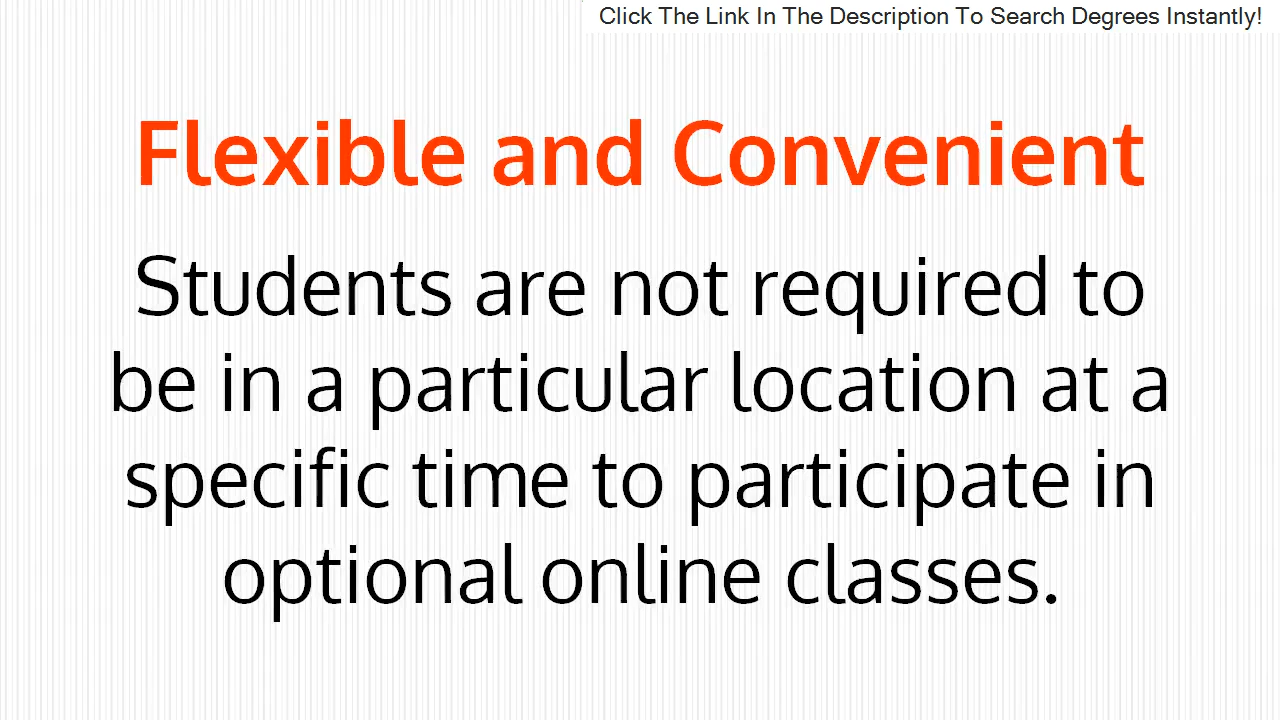 Click The Link In The Description To Search Degrees Instantly!
Flexible and Convenient
Students are not required to
be in a particular location at a
specific time to participate in
optional online classes.